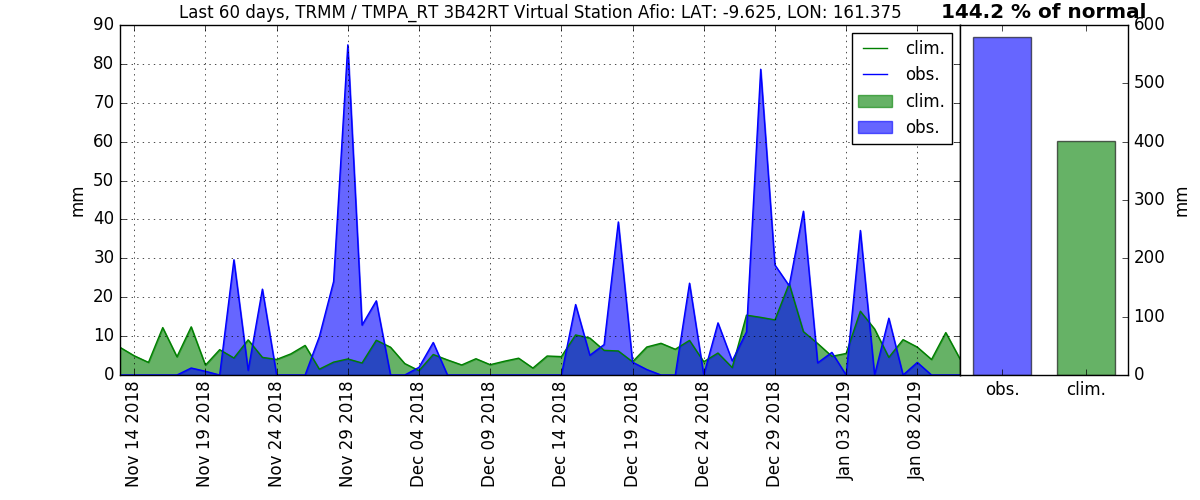 Last 60 days, TRMM / TMPA_RT 3B42RT Virtual Station Afio: LAT: -9.625, LON: 161.375
144.2 % of normal
90
80
70
60
50
40
30
20
10
0
mm
clim.
obs.
clim.
obs.
600
500
400
300
200
100
0
mm
Nov 14 2018
Nov 19 2018
Nov 24 2018
Nov 29 2018
Dec 04 2018
Dec 09 2018
Dec 14 2018
Dec 19 2018
Dec 24 2018
Dec 29 2018
Jan 03 2019
Jan 08 2019
obs.
clim.